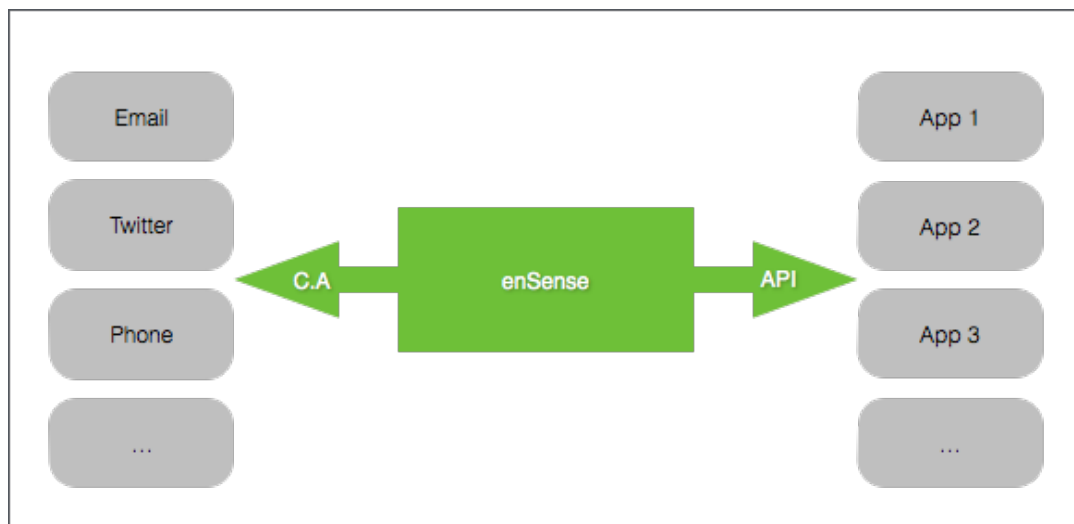 Email
Twitter
Phone
...
C.A
enSense
API
App 1
App 2
App 3
...